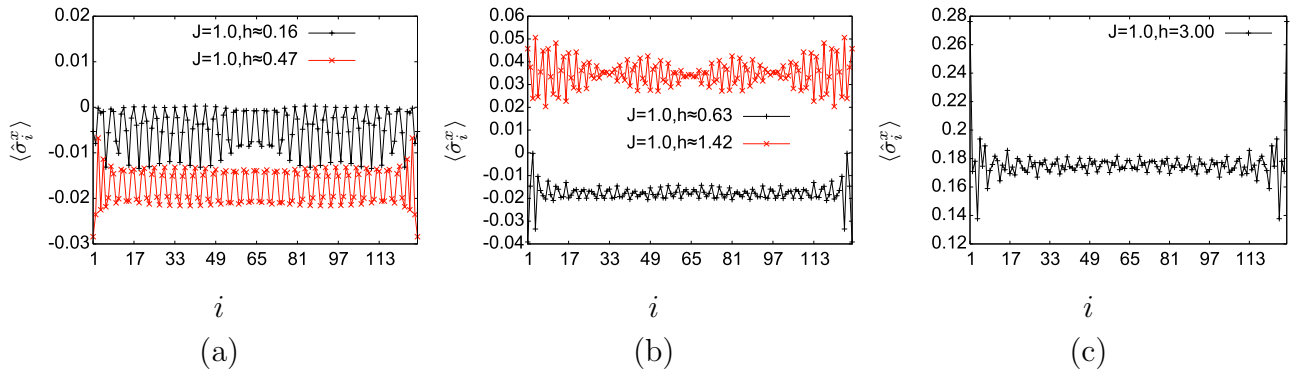 0.02
0.01
0
-0.01
-0.02
-0.03
⟨σ̂ᵢˣ⟩
J=1.0,h≈0.16
J=1.0,h≈0.47
1 17 33 49 65 81 97 113
i
(a)
0.06
0.05
0.04
0.03
0.02
0.01
0
-0.01
-0.02
-0.03
-0.04
⟨σ̂ᵢˣ⟩
J=1.0,h≈0.63
J=1.0,h≈1.42
1 17 33 49 65 81 97 113
i
(b)
0.28
0.26
0.24
0.22
0.2
0.18
0.16
0.14
0.12
⟨σ̂ᵢˣ⟩
J=1.0,h=3.00
1 17 33 49 65 81 97 113
i
(c)